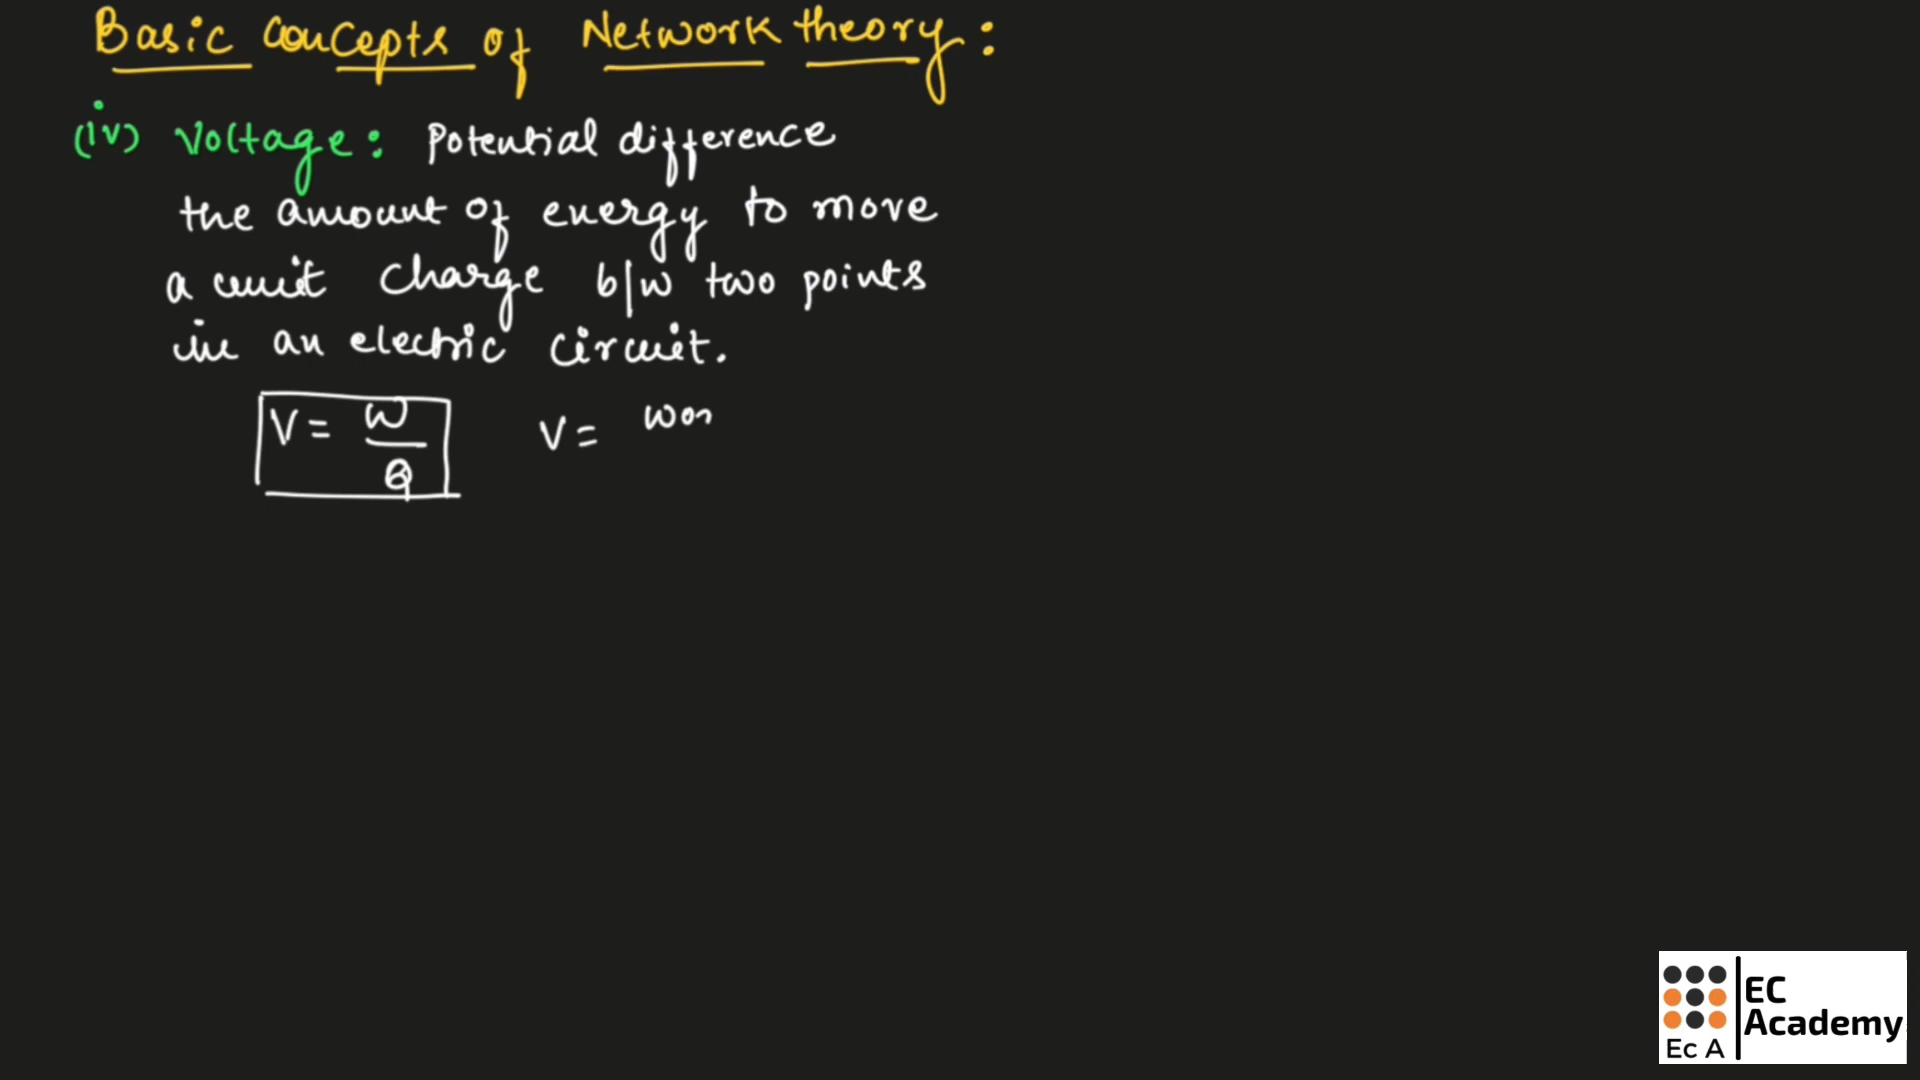 Basic Concepts of Network theory:
(iv) Voltage: Potential difference
the amount of energy to move
a unit charge b/w two points
in an electric circuit.
V = W/Q V = wor
EC
Academy
Ec A